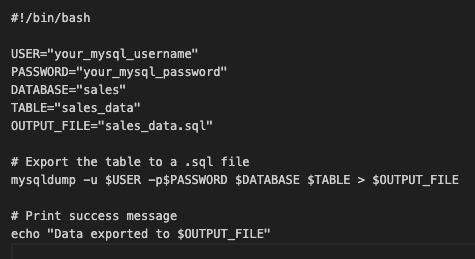 #!/bin/bash
USER="your_mysql_username"
PASSWORD="your_mysql_password"
DATABASE="sales"
TABLE="sales_data"
OUTPUT_FILE="sales_data.sql"
# Export the table to a .sql file
mysqldump -u $USER -p$PASSWORD $DATABASE $TABLE > $OUTPUT_FILE
# Print success message
echo "Data exported to $OUTPUT_FILE"